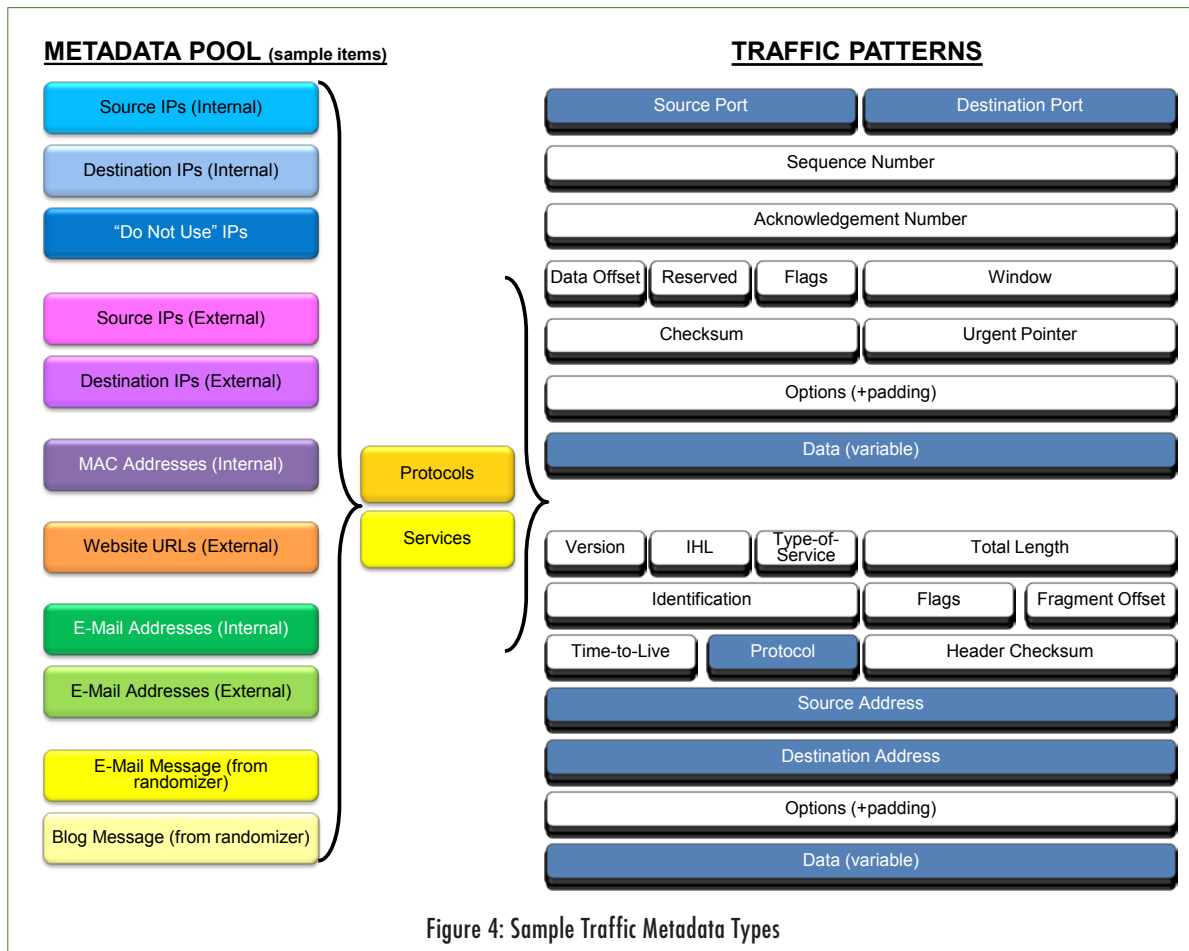 METADATA POOL (sample items)
Source IPs (Internal)
Destination IPs (Internal)
“Do Not Use” IPs
Source IPs (External)
Destination IPs (External)
MAC Addresses (Internal)
Website URLs (External)
E-Mail Addresses (Internal)
E-Mail Addresses (External)
E-Mail Message (from
randomizer)
Blog Message (from randomizer)
Protocols
Services
TRAFFIC PATTERNS
Source Port
Destination Port
Sequence Number
Acknowledgement Number
Data Offset
Reserved
Flags
Window
Checksum
Urgent Pointer
Options (+padding)
Data (variable)
Version
IHL
Type-of-
Service
Total Length
Identification
Flags
Fragment Offset
Time-to-Live
Protocol
Header Checksum
Source Address
Destination Address
Options (+padding)
Data (variable)
Figure 4: Sample Traffic Metadata Types